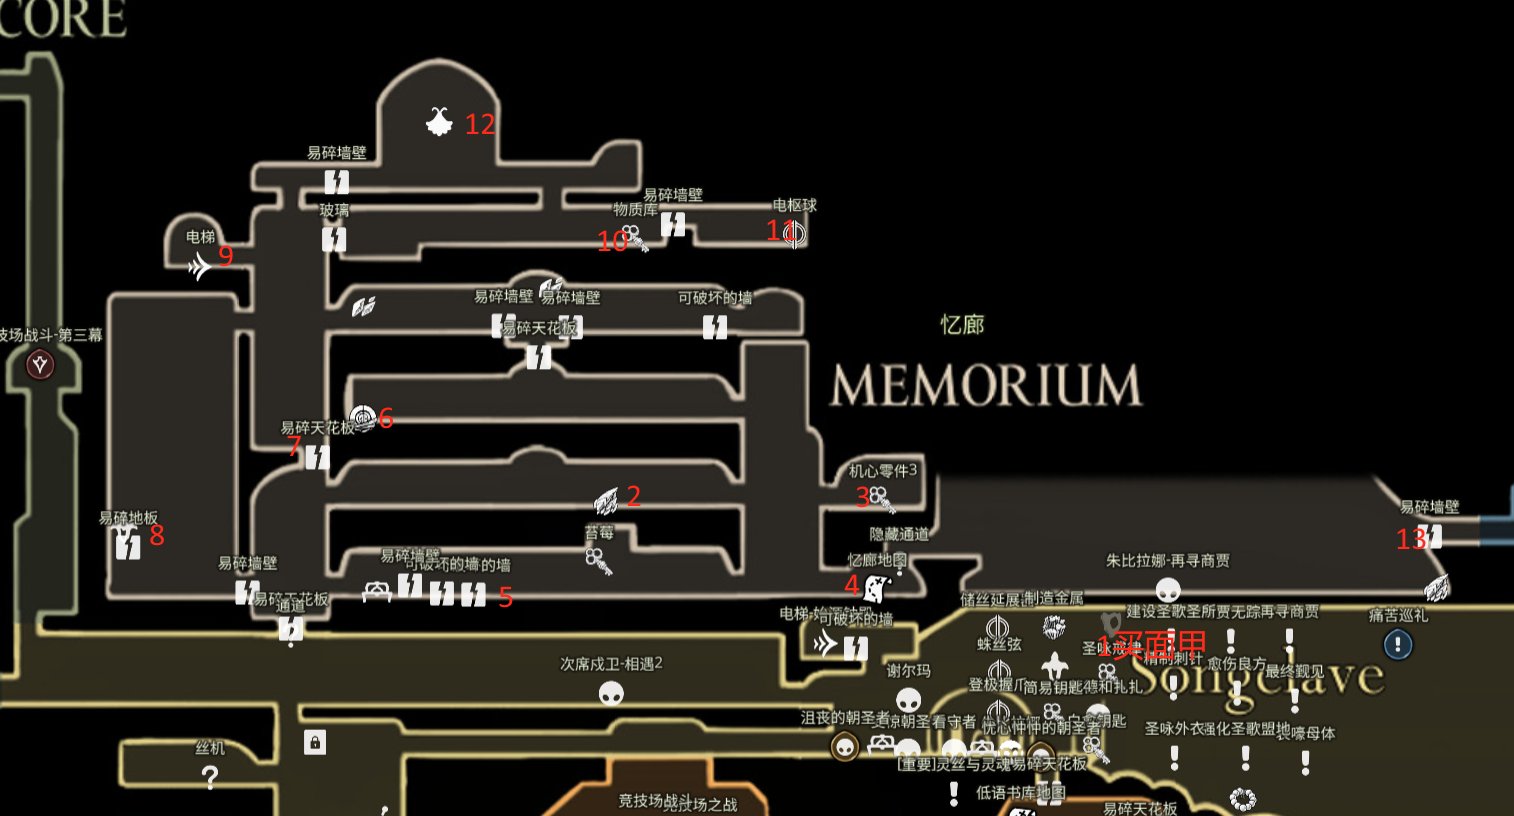 CORE
12
易碎墙壁
易碎墙壁
玻璃
物质库
电枢球
11
10
电梯
9
易碎墙壁
易碎墙壁
可破坏的墙
易碎天花板
忆廊
技场战斗-第三幕
MEMORIUM
6
易碎天花板
7
机心零件3
3
2
易碎墙壁
13
易碎地板
8
苔莓
隐藏通道
易碎墙壁
易碎墙壁
的墙
忆廊地图
4
朱比拉娜-再寻商贾
5
易碎天花板
通道
储丝延展
制造金属
电梯
可破坏的墙
建设圣歌圣所
贾无踪
再寻商贾
痛苦巡礼
蛛丝弦
1买面甲
精制刺针
愈伤良方
最终觐见
次席戍卫-相遇2
谢尔玛
Songclave
登极握爪
简易钥匙
和扎扎
沮丧的朝圣者
朝圣看守者
忧心忡忡的朝圣者
钥匙
圣咏外衣
强化圣歌盟地
装嚎母体
丝机
?
[重要]灵丝与灵魂
易碎天花板
低语书库地图
竞技场战斗
竞技场之战
易碎天花板